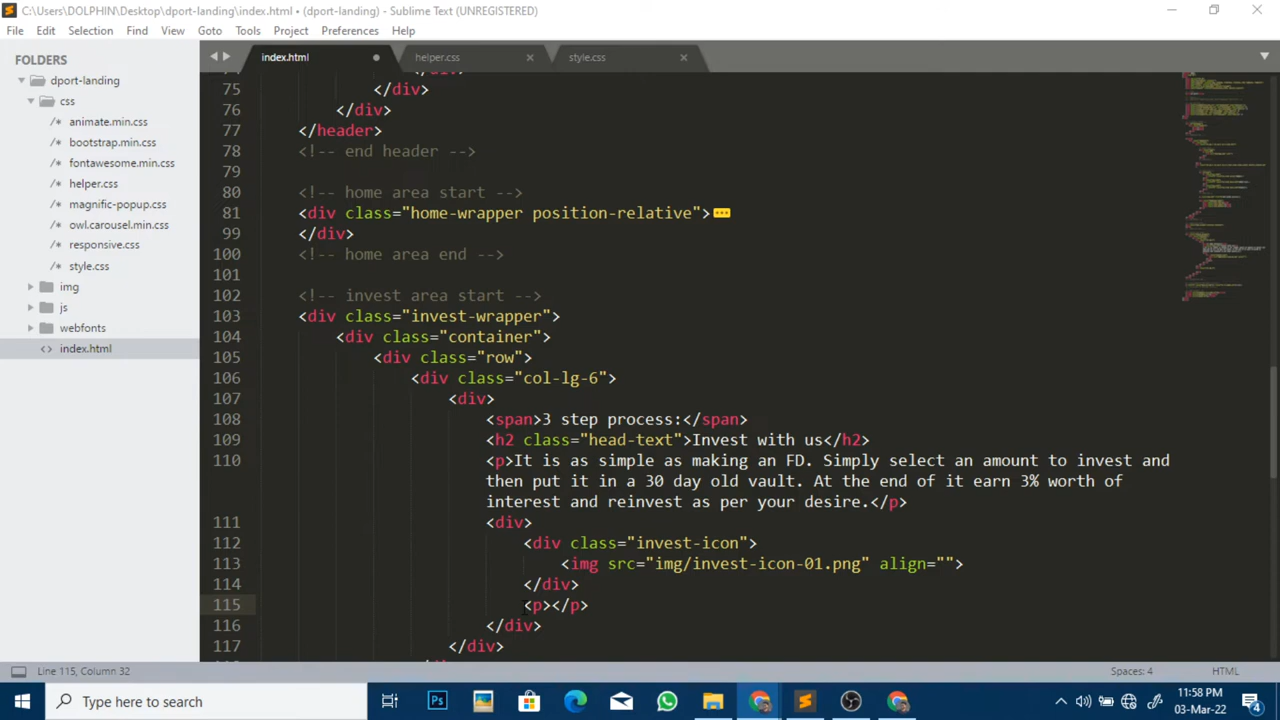 C:\Users\DOLPHIN\Desktop\dport-landing\index.html • (dport-landing) - Sublime Text (UNREGISTERED)
File Edit Selection Find View Goto Tools Project Preferences Help
FOLDERS
dport-landing
css
/* animate.min.css
/* bootstrap.min.css
/* fontawesome.min.css
/* helper.css
/* magnific-popup.css
/* owl.carousel.min.css
/* responsive.css
/* style.css
img
js
webfonts
<> index.html
index.html helper.css style.css
75 </div>
76 </div>
77 </header>
78 <!-- end header -->
79
80 <!-- home area start -->
81 <div class="home-wrapper position-relative">
99 </div>
100 <!-- home area end -->
101
102 <!-- invest area start -->
103 <div class="invest-wrapper">
104 <div class="container">
105 <div class="row">
106 <div class="col-lg-6">
107 <div>
108 <span>3 step process:</span>
109 <h2 class="head-text">Invest with us</h2>
110 <p>It is as simple as making an FD. Simply select an amount to invest and
then put it in a 30 day old vault. At the end of it earn 3% worth of
interest and reinvest as per your desire.</p>
111 <div>
112 <div class="invest-icon">
113 <img src="img/invest-icon-01.png" align="">
114 </div>
115 <p></p>
116 </div>
117 </div>
Line 115, Column 32
Spaces: 4
HTML
Type here to search
Ps
11:58 PM
03-Mar-22
4